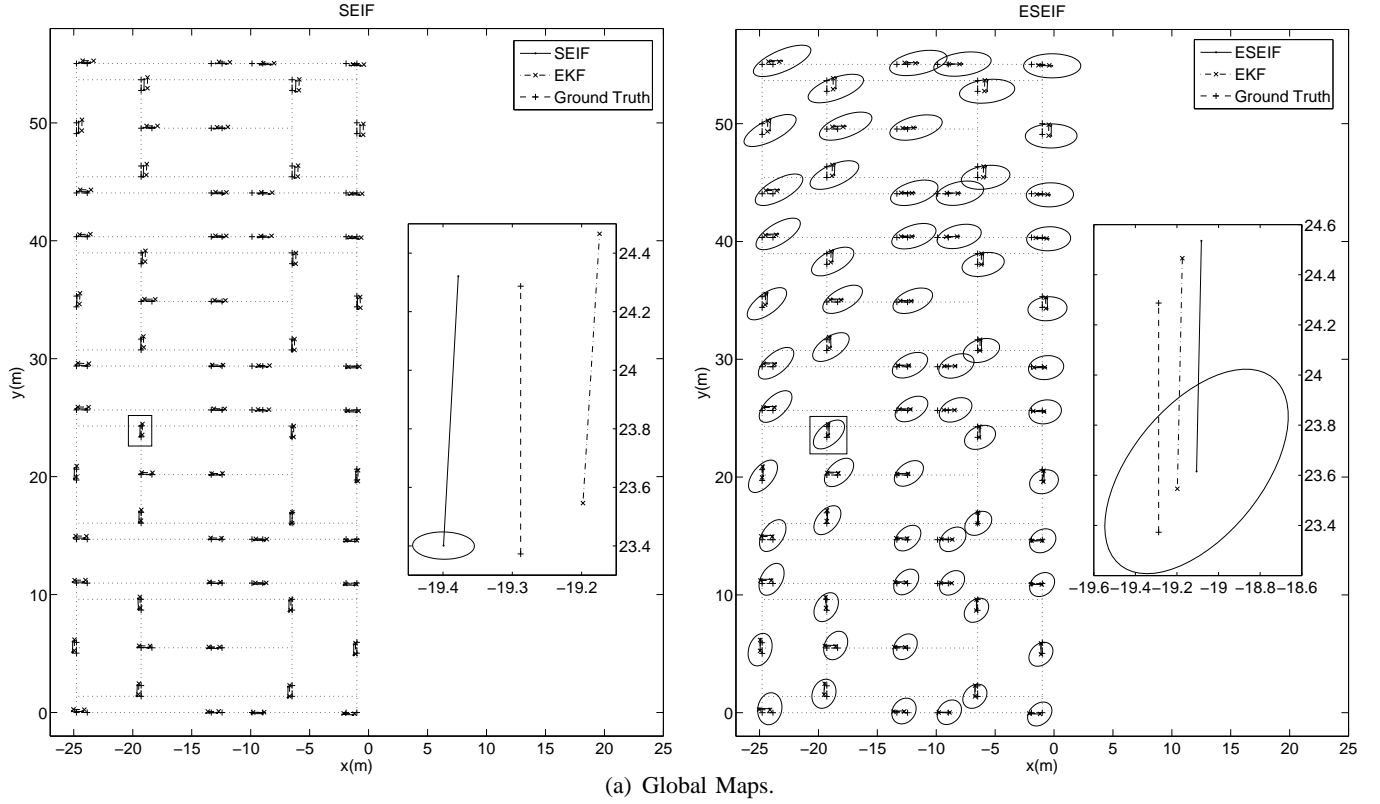 SEIF
ESEIF
SEIF
EKF
Ground Truth
ESEIF
EKF
Ground Truth
50
40
30
20
10
0
y(m)
−25 −20 −15 −10 −5 0 5 10 15 20 25
x(m)
24.4
24.2
24
23.8
23.6
23.4
−19.4 −19.3 −19.2
50
40
30
20
10
0
y(m)
−25 −20 −15 −10 −5 0 5 10 15 20 25
x(m)
24.6
24.4
24.2
24
23.8
23.6
23.4
−19.6 −19.4 −19.2 −19 −18.8 −18.6
(a) Global Maps.